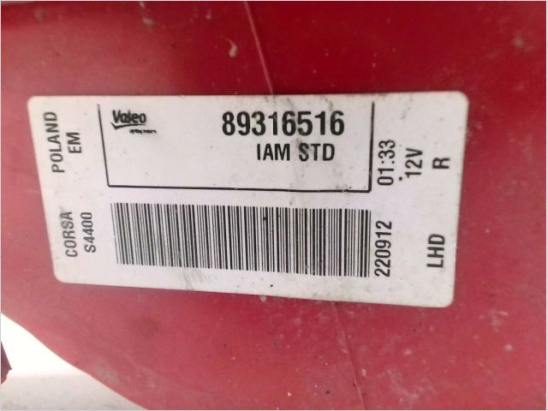 Valeo
89316516
IAM STD
POLAND
EM
CORSA
S4400
01:33
12V
R
220912
LHD